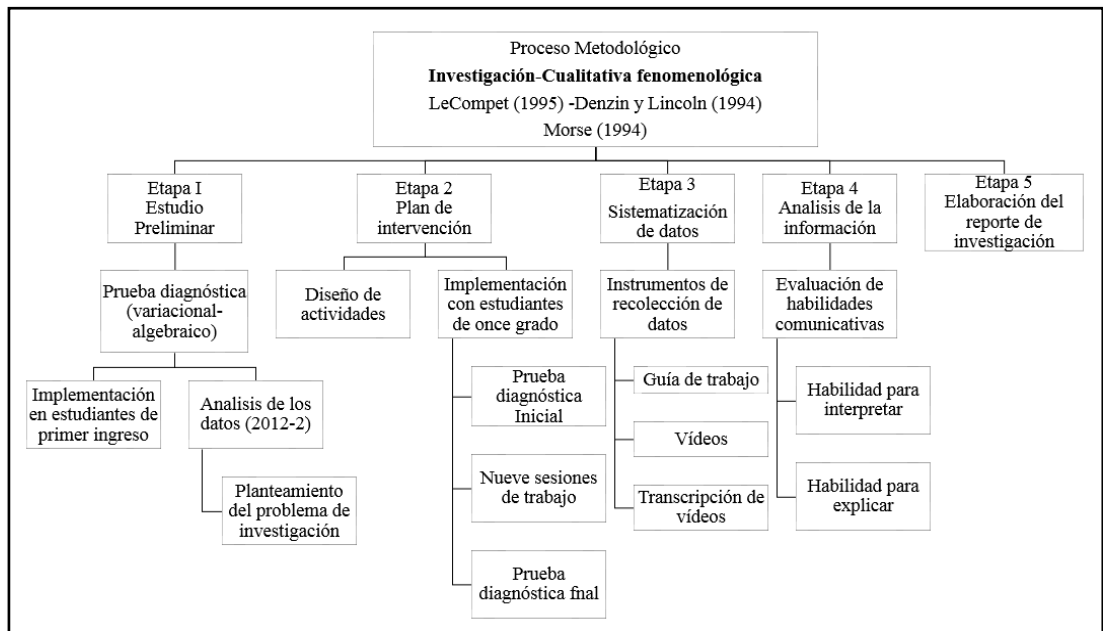 Proceso Metodológico
Investigación-Cualitativa fenomenológica
LeCompet (1995) -Denzin y Lincoln (1994)
Morse (1994)
Etapa I
Estudio
Preliminar
Prueba diagnóstica
(variacional-
algebraico)
Implementación
en estudiantes de
primer ingreso
Analisis de los
datos (2012-2)
Planteamiento
del problema de
investigación
Etapa 2
Plan de
intervención
Diseño de
actividades
Implementación
con estudiantes
de once grado
Prueba
diagnóstica
Inicial
Nueve sesiones
de trabajo
Prueba
diagnóstica fnal
Etapa 3
Sistematización
de datos
Instrumentos de
recolección de
datos
Guía de trabajo
Vídeos
Transcripción de
vídeos
Etapa 4
Analisis de la
información
Evaluación de
habilidades
comunicativas
Habilidad para
interpretar
Habilidad para
explicar
Etapa 5
Elaboración del
reporte de
investigación